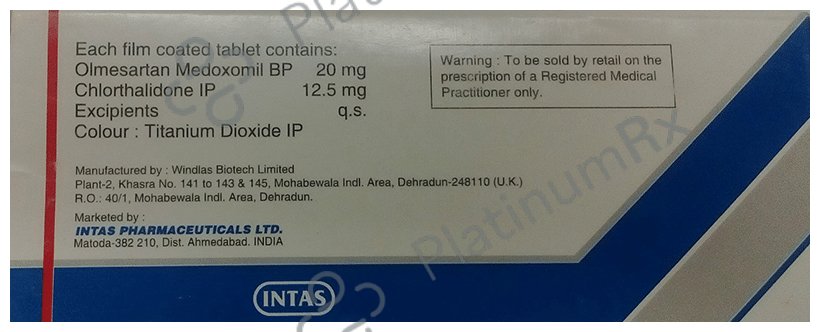 Each film coated tablet contains:
Olmesartan Medoxomil BP 20 mg
Chlorthalidone IP 12.5 mg
Excipients q.s.
Colour : Titanium Dioxide IP
Warning : To be sold by retail on the
prescription of a Registered Medical
Practitioner only.
Manufactured by : Windlas Biotech Limited
Plant-2, Khasra No. 141 to 143 & 145, Mohabewala Indl. Area, Dehradun-248110 (U.K.)
R.O.: 40/1, Mohabewala Indl. Area, Dehradun.
Marketed by :
INTAS PHARMACEUTICALS LTD.
Matoda-382 210, Dist. Ahmedabad. INDIA
INTAS
PlatinumRx